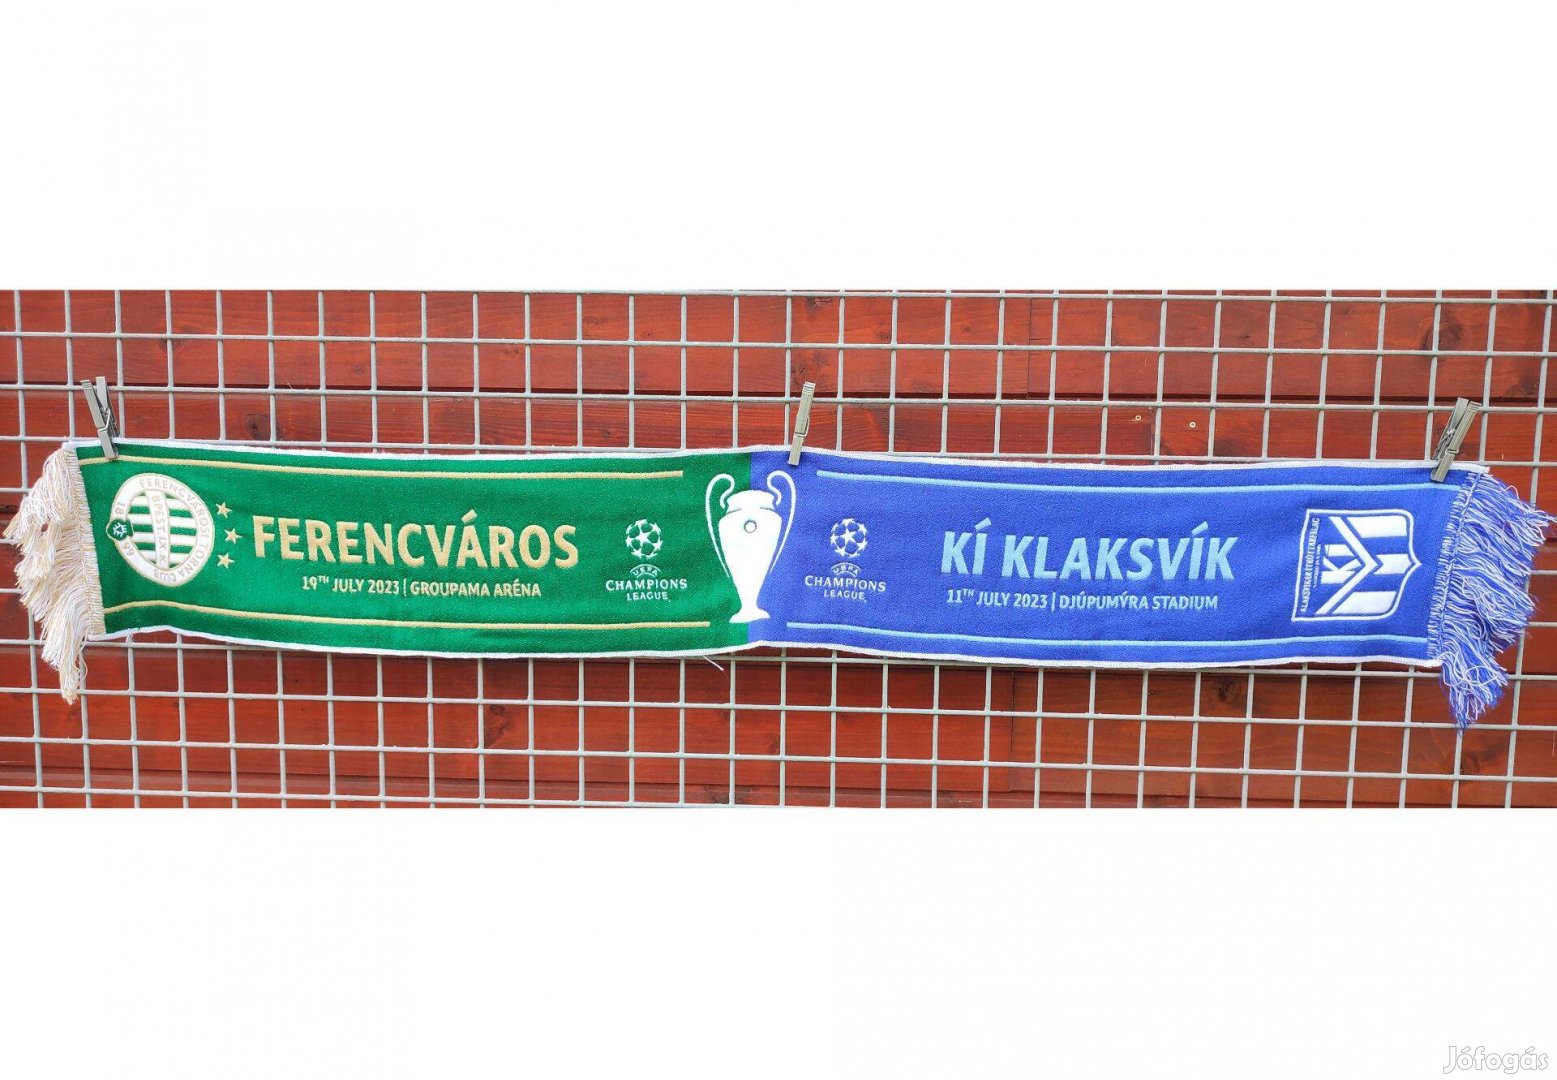 FERENCVÁROS
19TH JULY 2023 | GROUPAMA ARÉNA
UEFA
CHAMPIONS
LEAGUE
UEFA
CHAMPIONS
LEAGUE
KÍ KLAKSVÍK
11TH JULY 2023 | DJÚPUMÝRA STADIUM
KÍ
Jófogás